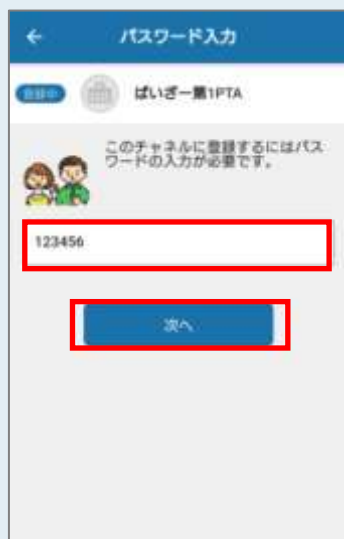 パスワード入力
登録中
ぱいざー第1PTA
このチャネルに登録するにはパス
ワードの入力が必要です。
123456
次へ